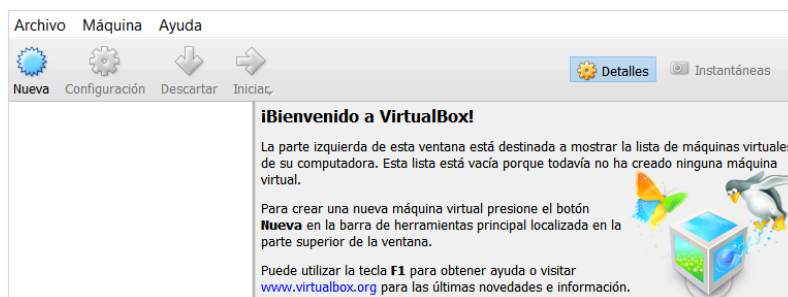 Archivo Máquina Ayuda
Nueva Configuración Descartar Iniciar Detalles Instantáneas
¡Bienvenido a VirtualBox!
La parte izquierda de esta ventana está destinada a mostrar la lista de máquinas virtuales
de su computadora. Esta lista está vacía porque todavía no ha creado ninguna máquina
virtual.
Para crear una nueva máquina virtual presione el botón
Nueva en la barra de herramientas principal localizada en la
parte superior de la ventana.
Puede utilizar la tecla F1 para obtener ayuda o visitar
www.virtualbox.org para las últimas novedades e información.